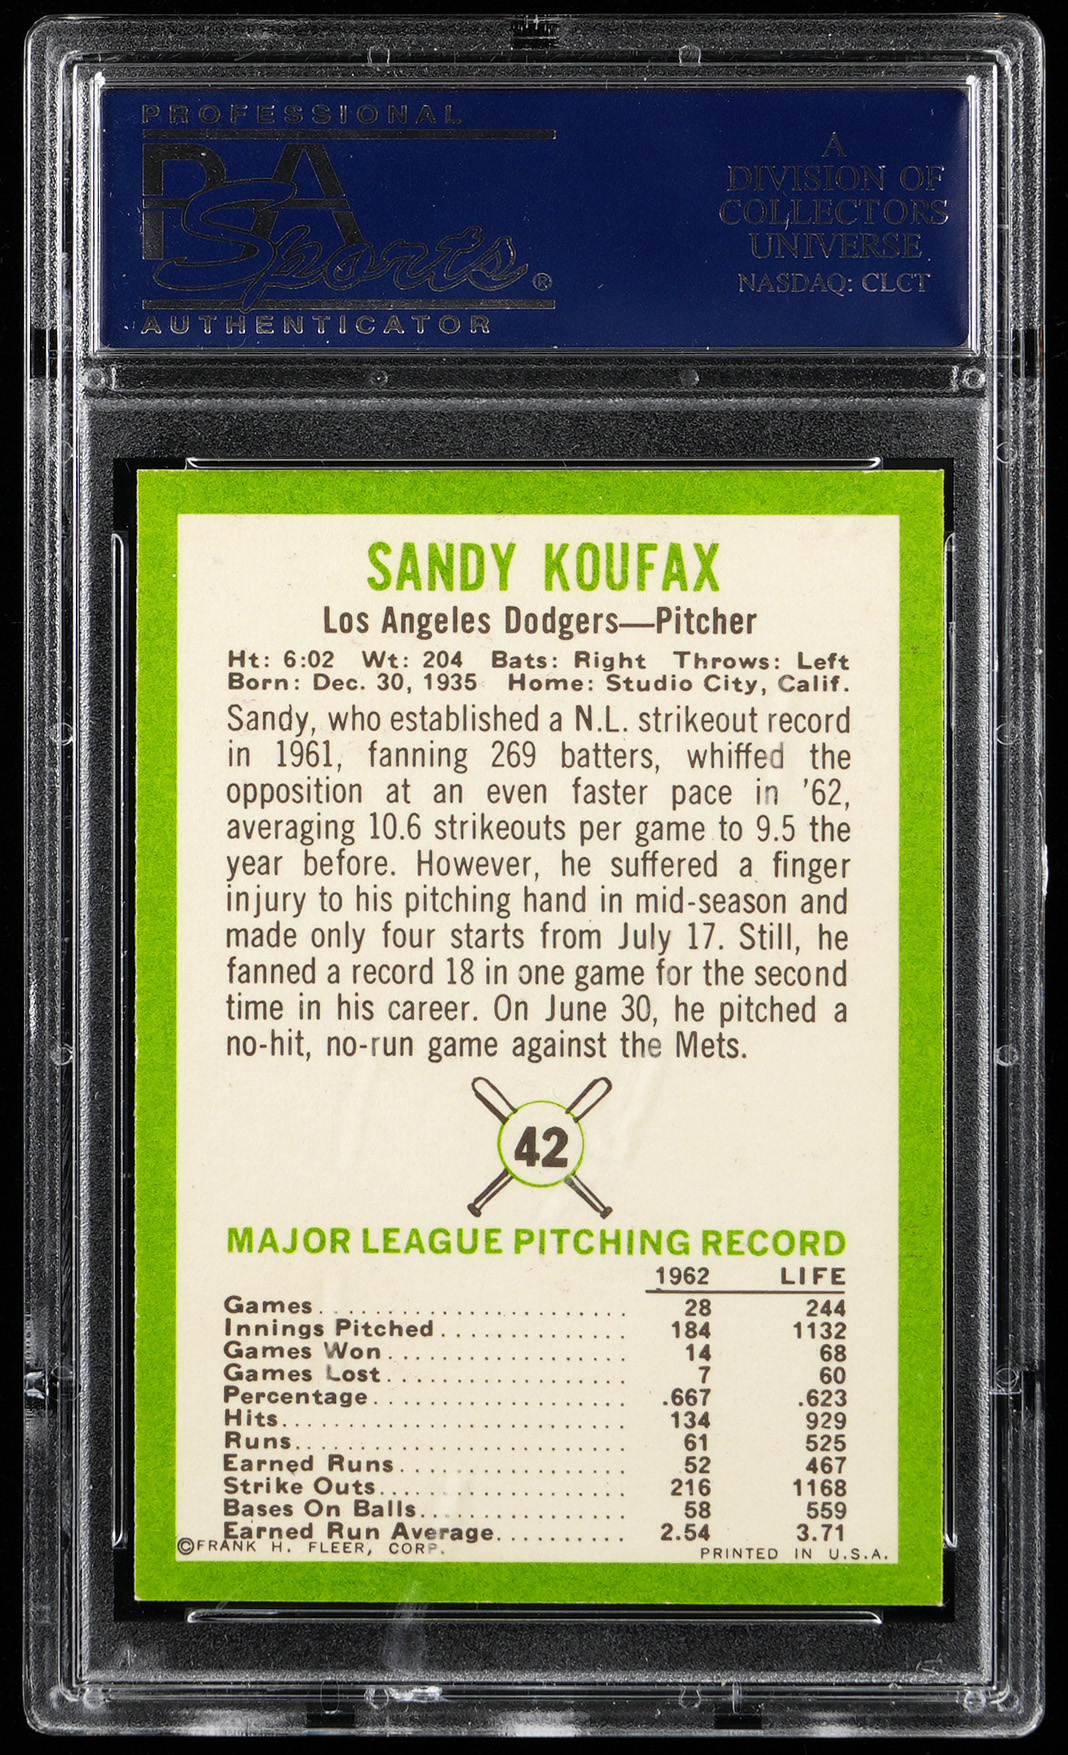 PROFESSIONAL
PSA
Sports®
AUTHENTICATOR
A
DIVISION OF
COLLECTORS
UNIVERSE
NASDAQ: CLCT
SANDY KOUFAX
Los Angeles Dodgers—Pitcher
Ht: 6:02 Wt: 204 Bats: Right Throws: Left
Born: Dec. 30, 1935 Home: Studio City, Calif.
Sandy, who established a N.L. strikeout record
in 1961, fanning 269 batters, whiffed the
opposition at an even faster pace in '62,
averaging 10.6 strikeouts per game to 9.5 the
year before. However, he suffered a finger
injury to his pitching hand in mid-season and
made only four starts from July 17. Still, he
fanned a record 18 in one game for the second
time in his career. On June 30, he pitched a
no-hit, no-run game against the Mets.
42
MAJOR LEAGUE PITCHING RECORD
1962 LIFE
Games 28 244
Innings Pitched 184 1132
Games Won 14 68
Games Lost 7 60
Percentage .667 .623
Hits 134 929
Runs 61 525
Earned Runs 52 467
Strike Outs 216 1168
Bases On Balls 58 559
Earned Run Average 2.54 3.71
©FRANK H. FLEER, CORP. PRINTED IN U.S.A.